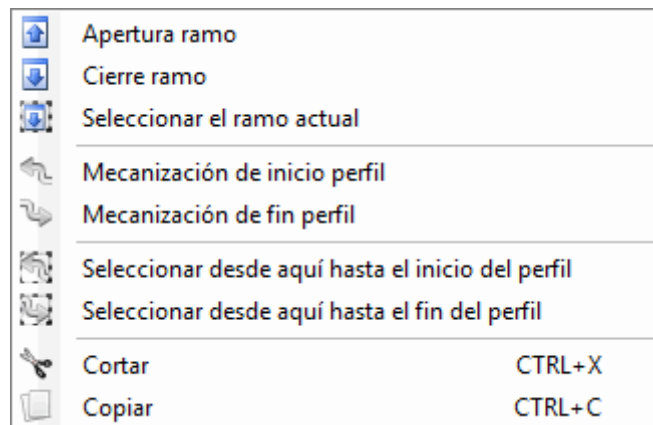 Apertura ramo
Cierre ramo
Seleccionar el ramo actual
Mecanización de inicio perfil
Mecanización de fin perfil
Seleccionar desde aquí hasta el inicio del perfil
Seleccionar desde aquí hasta el fin del perfil
Cortar CTRL+X
Copiar CTRL+C